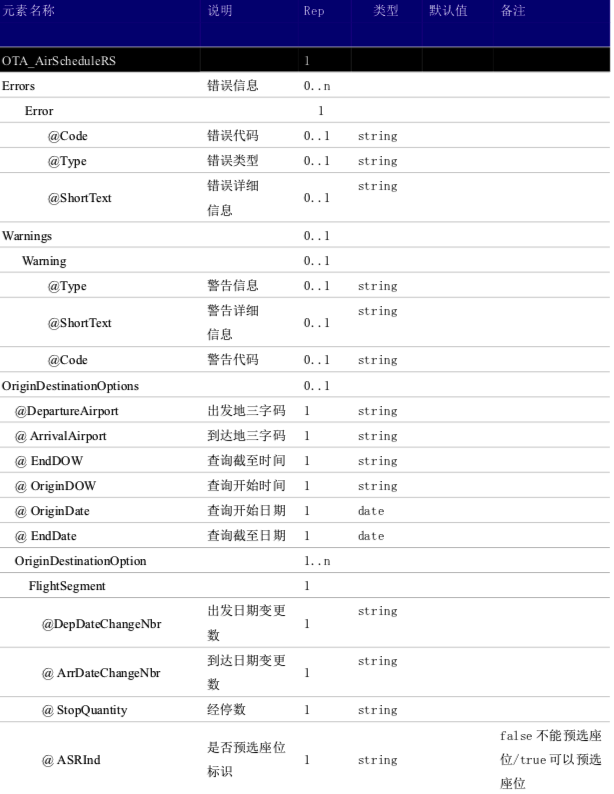 元素名称 说明 Rep 类型 默认值 备注
OTA_AirScheduleRS 1
Errors 错误信息 0..n
Error 1
@Code 错误代码 0..1 string
@Type 错误类型 0..1 string
@ShortText 错误详细信息 0..1 string
Warnings 0..1
Warning 0..1
@Type 警告信息 0..1 string
@ShortText 警告详细信息 0..1 string
@Code 警告代码 0..1 string
OriginDestinationOptions 0..1
@DepartureAirport 出发地三字码 1 string
@ ArrivalAirport 到达地三字码 1 string
@ EndDOW 查询截至时间 1 string
@ OriginDOW 查询开始时间 1 string
@ OriginDate 查询开始日期 1 date
@ EndDate 查询截至日期 1 date
OriginDestinationOption 1..n
FlightSegment 1
@DepDateChangeNbr 出发日期变更数 1 string
@ ArrDateChangeNbr 到达日期变更数 1 string
@ StopQuantity 经停数 1 string
@ ASRInd 是否预选座位标识 1 string false 不能预选座位/true 可以预选座位